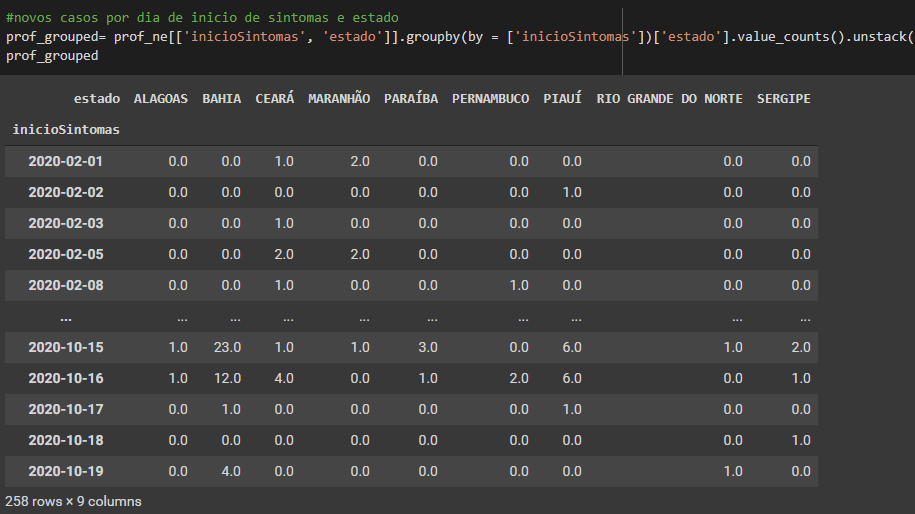 #novos casos por dia de inicio de sintomas e estado
prof_grouped= prof_ne[['inicioSintomas', 'estado']].groupby(by = ['inicioSintomas'])['estado'].value_counts().unstack(
prof_grouped
estado ALAGOAS BAHIA CEARÁ MARANHÃO PARAÍBA PERNAMBUCO PIAUÍ RIO GRANDE DO NORTE SERGIPE
inicioSintomas
2020-02-01 0.0 0.0 1.0 2.0 0.0 0.0 0.0 0.0 0.0
2020-02-02 0.0 0.0 0.0 0.0 0.0 0.0 1.0 0.0 0.0
2020-02-03 0.0 0.0 1.0 0.0 0.0 0.0 0.0 0.0 0.0
2020-02-05 0.0 0.0 2.0 2.0 0.0 0.0 0.0 0.0 0.0
2020-02-08 0.0 0.0 1.0 0.0 0.0 1.0 0.0 0.0 0.0
... ... ... ... ... ... ... ... ... ...
2020-10-15 1.0 23.0 1.0 1.0 3.0 0.0 6.0 1.0 2.0
2020-10-16 1.0 12.0 4.0 0.0 1.0 2.0 6.0 0.0 1.0
2020-10-17 0.0 1.0 0.0 0.0 0.0 0.0 1.0 0.0 0.0
2020-10-18 0.0 0.0 0.0 0.0 0.0 0.0 0.0 0.0 1.0
2020-10-19 0.0 4.0 0.0 0.0 0.0 0.0 0.0 1.0 0.0
258 rows × 9 columns